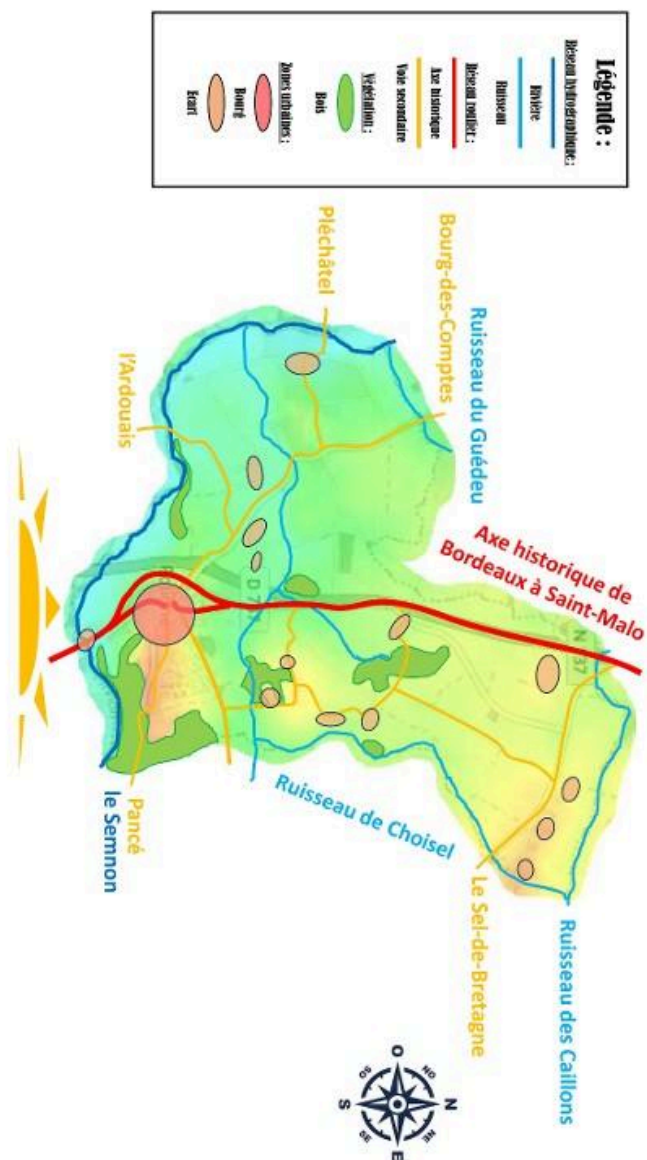 Légende :
Réseau hydrographique :
Rivière
Ruisseau
Réseau routier :
Axe historique
Voie secondaire
Végétation :
Bois
Zones urbaines :
Bourg
Ecart
Bourg-des-Comptes
Ruisseau du Guédeu
Pléchâtel
l'Ardouais
Axe historique de
Bordeaux à Saint-Malo
Pancé
le Semnon
Ruisseau de Choisel
Le Sel-de-Bretagne
Ruisseau des Caillons
N
NE
E
SE
S
SO
O
NO